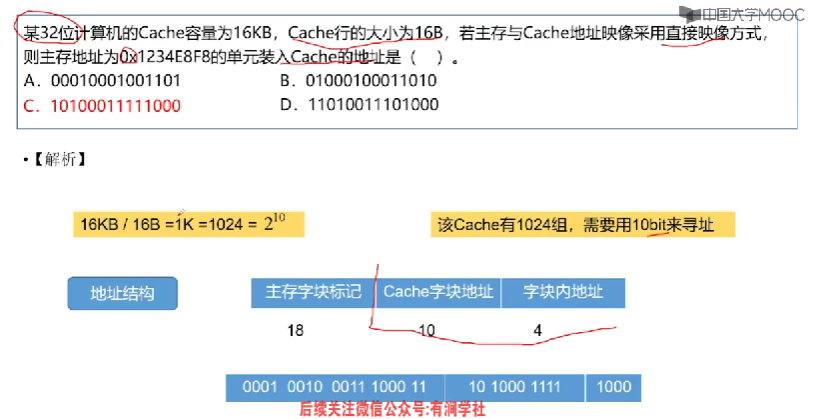 中国大学MOOC
某32位计算机的Cache容量为16KB，Cache行的大小为16B，若主存与Cache地址映像采用直接映像方式，
则主存地址为0x1234E8F8的单元装入Cache的地址是（　）。
A．00010001001101　　B．01000100011010
C．10100011111000　　D．11010011101000
•【解析】
16KB / 16B =1K =1024 = 2¹⁰
该Cache有1024组，需要用10bit来寻址
地址结构
主存字块标记　Cache字块地址　字块内地址
18　10　4
0001 0010 0011 1000 11　10 1000 1111　1000
后续关注微信公众号:有润学社